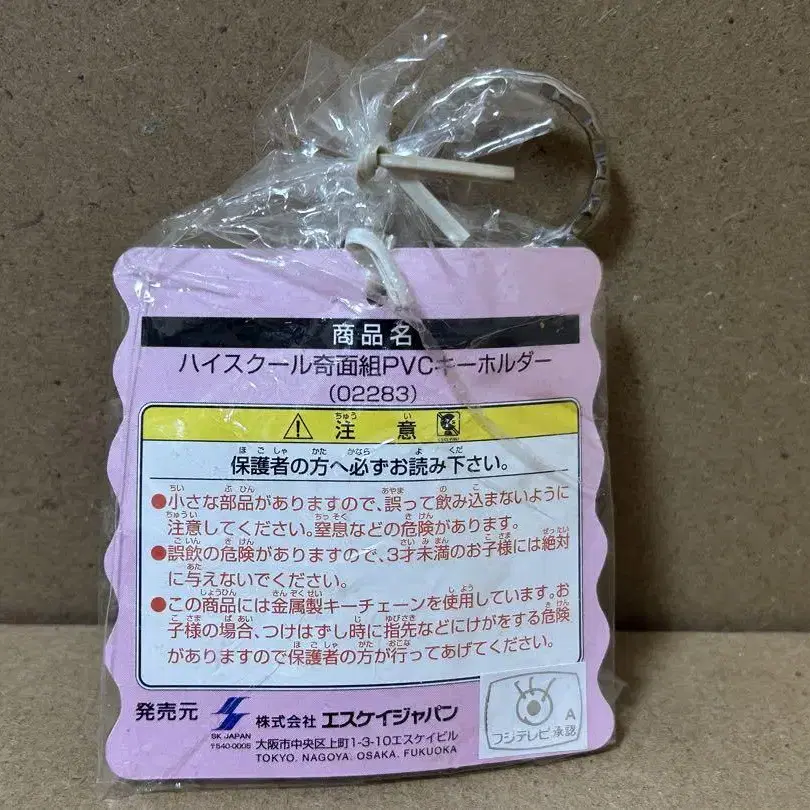 商品名
ハイスクール奇面組PVCキーホルダー
(02283)
注意
保護者の方へ必ずお読み下さい。
●小さな部品がありますので、誤って飲み込まないように
注意してください。窒息などの危険があります。
●誤飲の危険がありますので、3才未満のお子様には絶対
に与えないでください。
●この商品には金属製キーチェーンを使用しています。お
子様の場合、つけはずし時に指先などにけがをする危険
がありますので保護者の方が行ってあげてください。
発売元
SK JAPAN
株式会社 エスケイジャパン
〒540-0005 大阪市中央区上町1-3-10エスケイビル
TOKYO. NAGOYA. OSAKA. FUKUOKA
A
フジテレビ承認